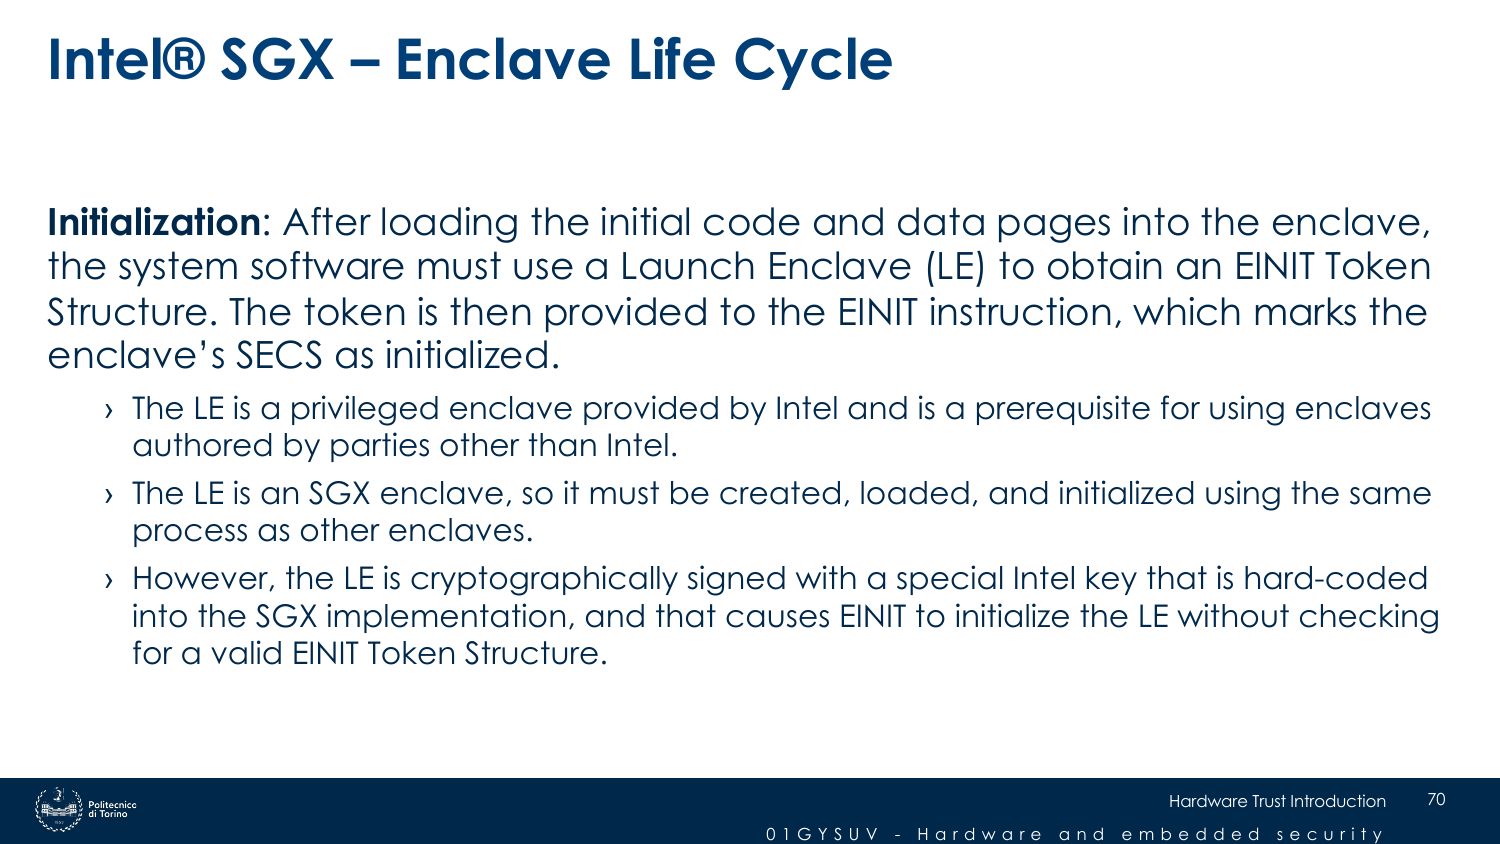 Intel® SGX – Enclave Life Cycle
Initialization: After loading the initial code and data pages into the enclave,
the system software must use a Launch Enclave (LE) to obtain an EINIT Token
Structure. The token is then provided to the EINIT instruction, which marks the
enclave’s SECS as initialized.
› The LE is a privileged enclave provided by Intel and is a prerequisite for using enclaves
authored by parties other than Intel.
› The LE is an SGX enclave, so it must be created, loaded, and initialized using the same
process as other enclaves.
› However, the LE is cryptographically signed with a special Intel key that is hard-coded
into the SGX implementation, and that causes EINIT to initialize the LE without checking
for a valid EINIT Token Structure.
Politecnico
di Torino
Hardware Trust Introduction 70
01GYSUV - Hardware and embedded security